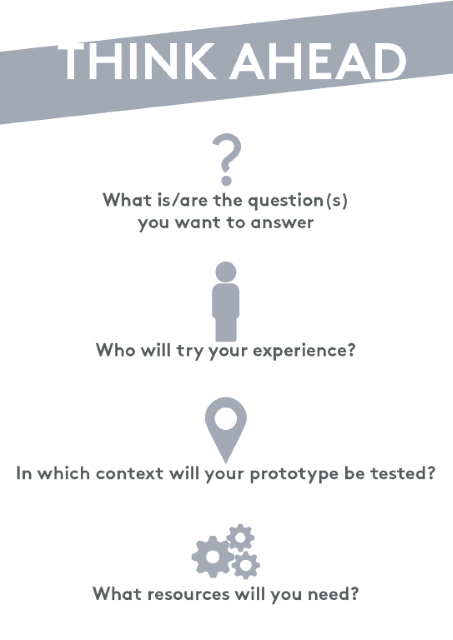 THINK AHEAD
?
What is/are the question(s)
you want to answer
Who will try your experience?
In which context will your prototype be tested?
What resources will you need?